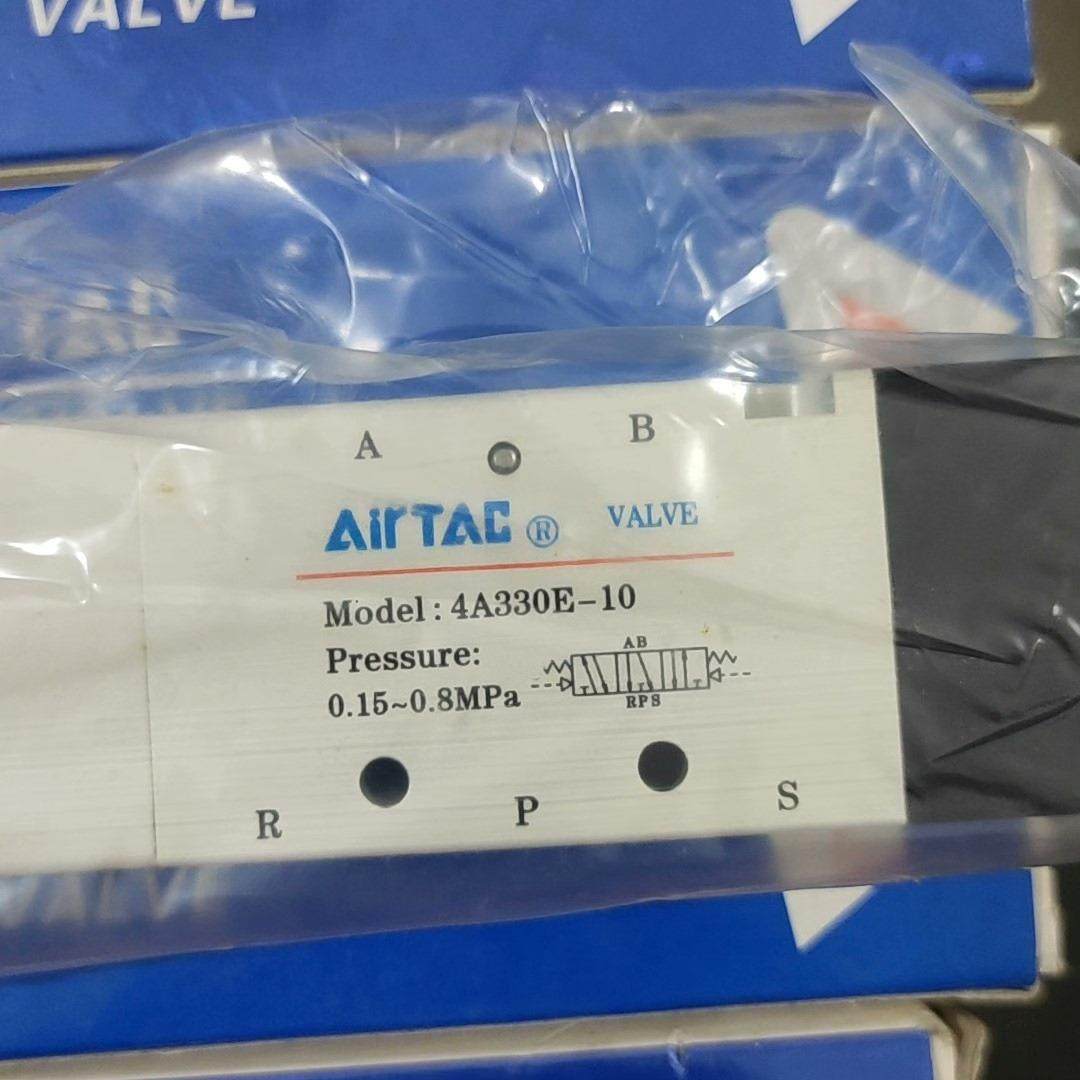 VALVE
A B
AirTAC ® VALVE
Model: 4A330E-10
Pressure:
0.15~0.8MPa
AB
RPS
R P S
VALVE